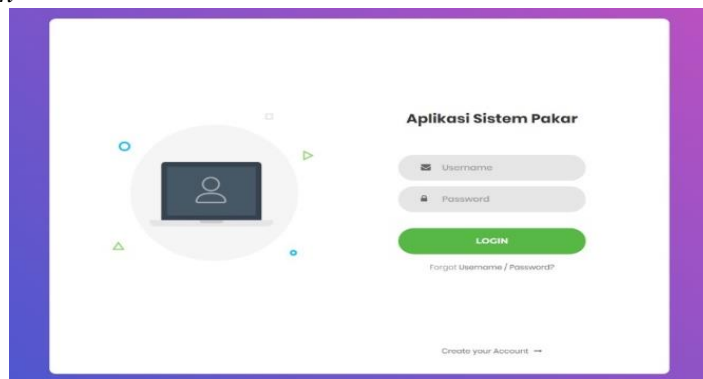 Aplikasi Sistem Pakar
Username
Password
LOGIN
Forgot Username / Password?
Create your Account →